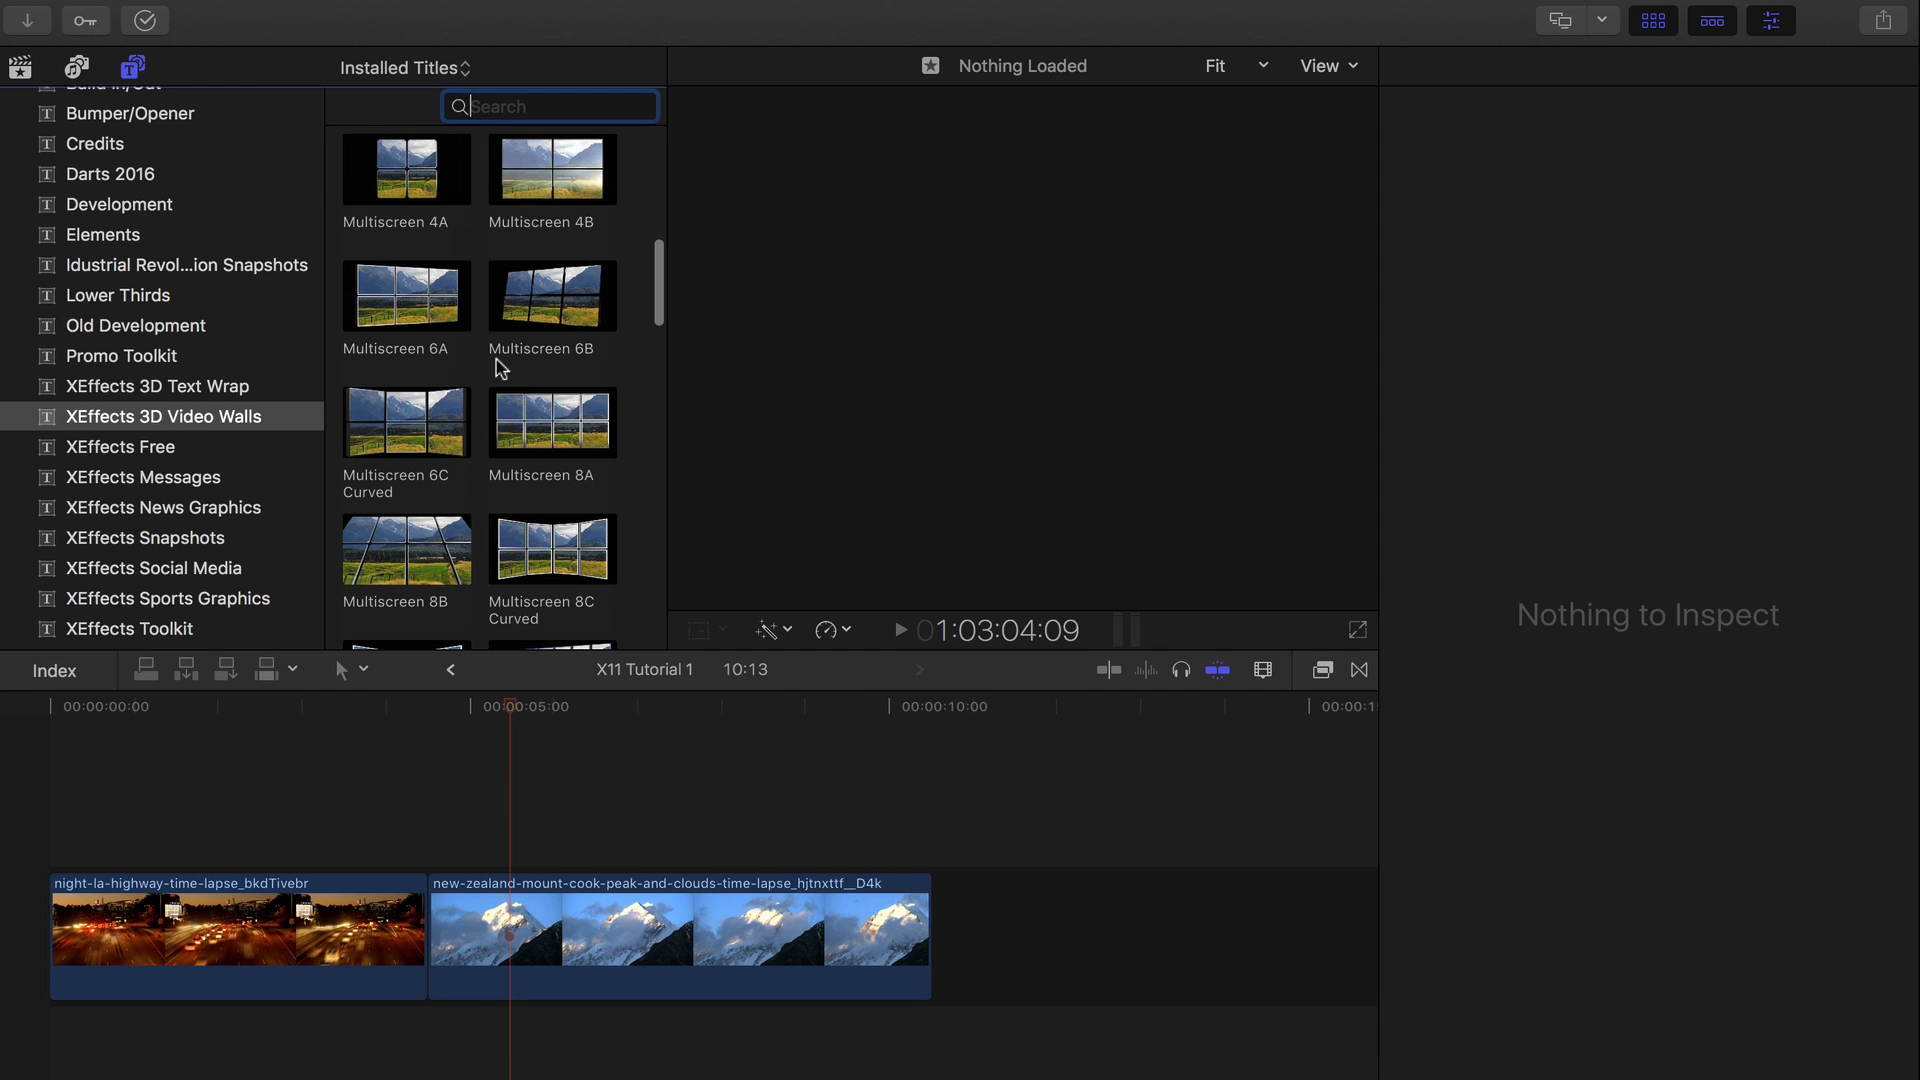 Installed Titles
Nothing Loaded
Fit
View
Build In/Out
Bumper/Opener
Credits
Darts 2016
Development
Elements
Idustrial Revol...ion Snapshots
Lower Thirds
Old Development
Promo Toolkit
XEffects 3D Text Wrap
XEffects 3D Video Walls
XEffects Free
XEffects Messages
XEffects News Graphics
XEffects Snapshots
XEffects Social Media
XEffects Sports Graphics
XEffects Toolkit
Search
Multiscreen 4A
Multiscreen 4B
Multiscreen 6A
Multiscreen 6B
Multiscreen 6C
Curved
Multiscreen 8A
Multiscreen 8B
Multiscreen 8C
Curved
01:03:04:09
Nothing to Inspect
Index
X11 Tutorial 1
10:13
00:00:00:00
00:00:05:00
00:00:10:00
00:00:1
night-la-highway-time-lapse_bkdTivebr
new-zealand-mount-cook-peak-and-clouds-time-lapse_hjtnxttf__D4k